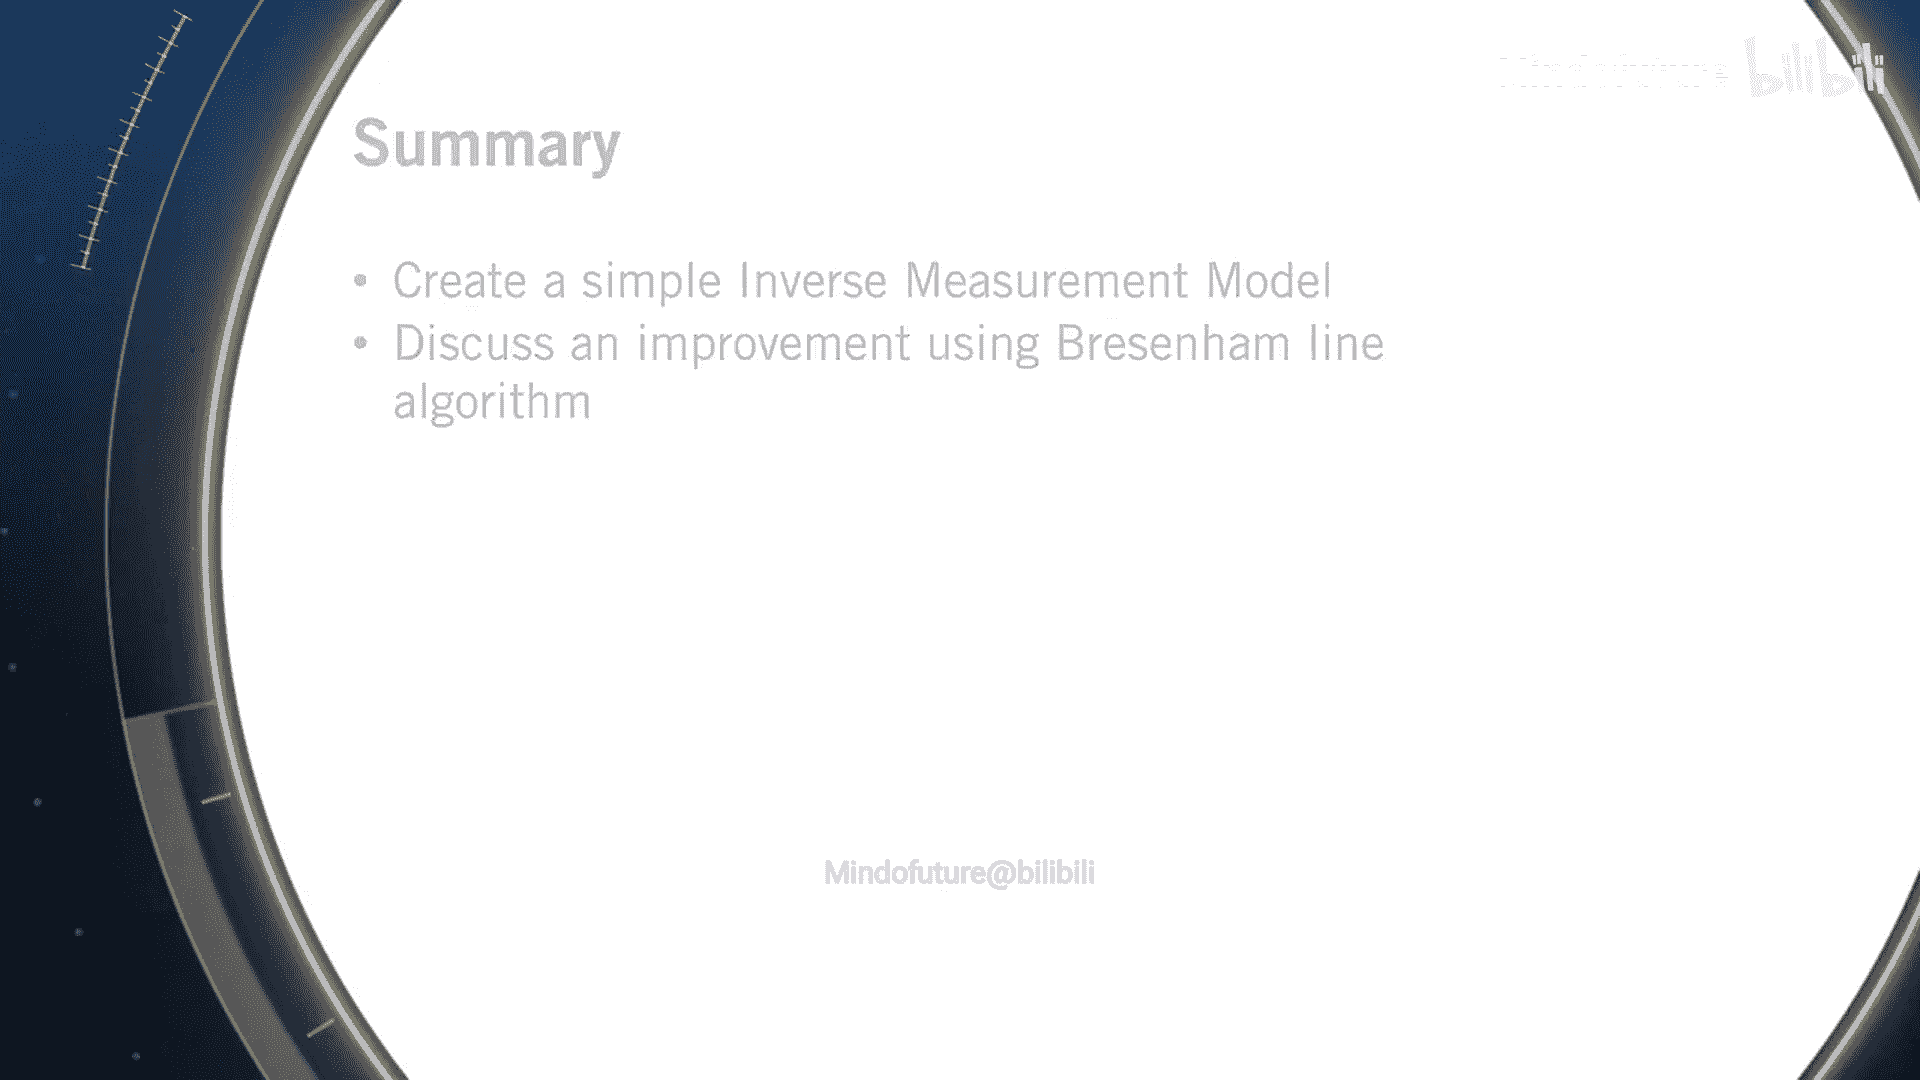 bilibili
Summary
• Create a simple Inverse Measurement Model
• Discuss an improvement using Bresenham line
algorithm
Mindofuture@bilibili